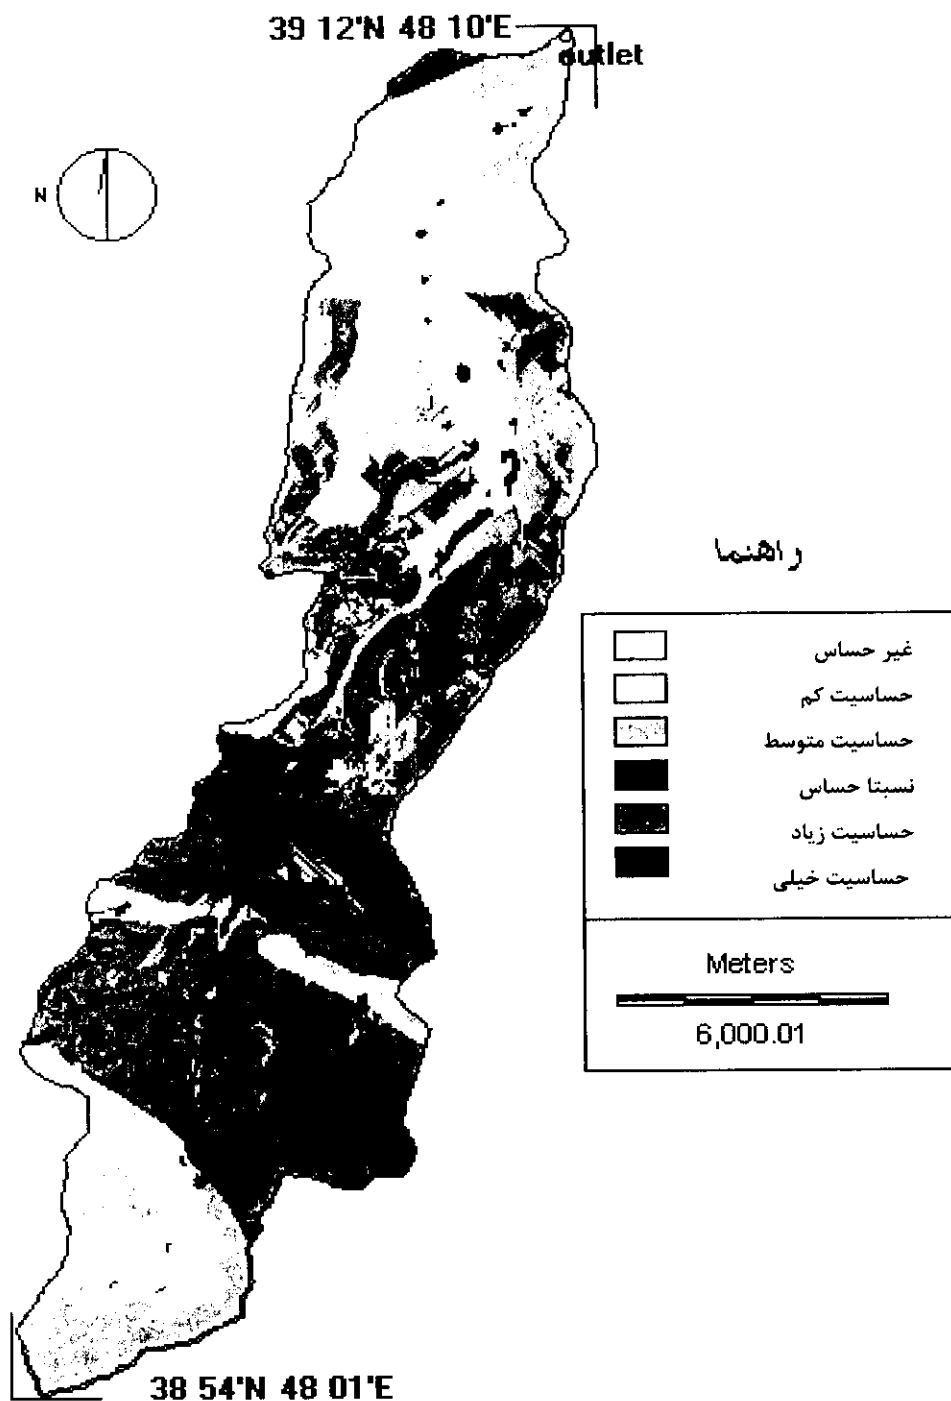 39 12'N 48 10'E
outlet
N
راهنما
غیر حساس
حساسیت کم
حساسیت متوسط
نسبتا حساس
حساسیت زیاد
حساسیت خیلی
Meters
6,000.01
38 54'N 48 01'E